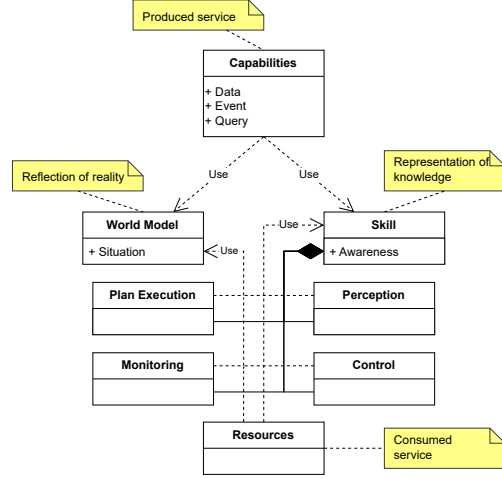 Produced service
Capabilities
+ Data
+ Event
+ Query
Use
Use
Reflection of reality
Representation of
knowledge
World Model
+ Situation
Use
Use
Skill
+ Awareness
Plan Execution
Perception
Monitoring
Control
Resources
Consumed
service